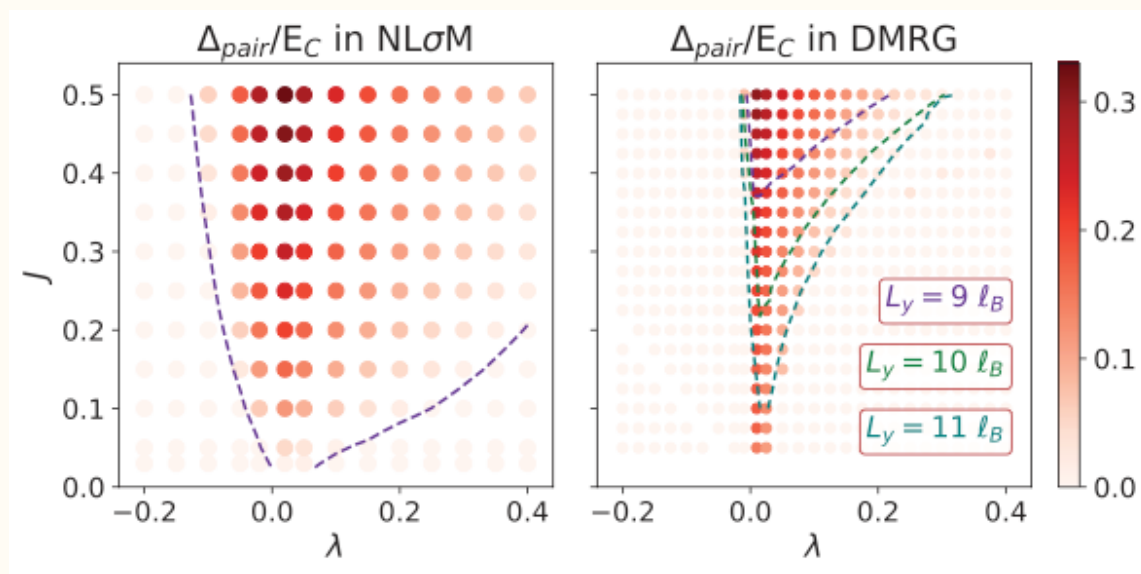 Δpair/EC in NLσM
Δpair/EC in DMRG
0.5
0.4
0.3
0.2
0.1
0.0
J
−0.2
0.0
0.2
0.4
λ
Ly = 9 ℓB
Ly = 10 ℓB
Ly = 11 ℓB
−0.2
0.0
0.2
0.4
λ
0.3
0.2
0.1
0.0